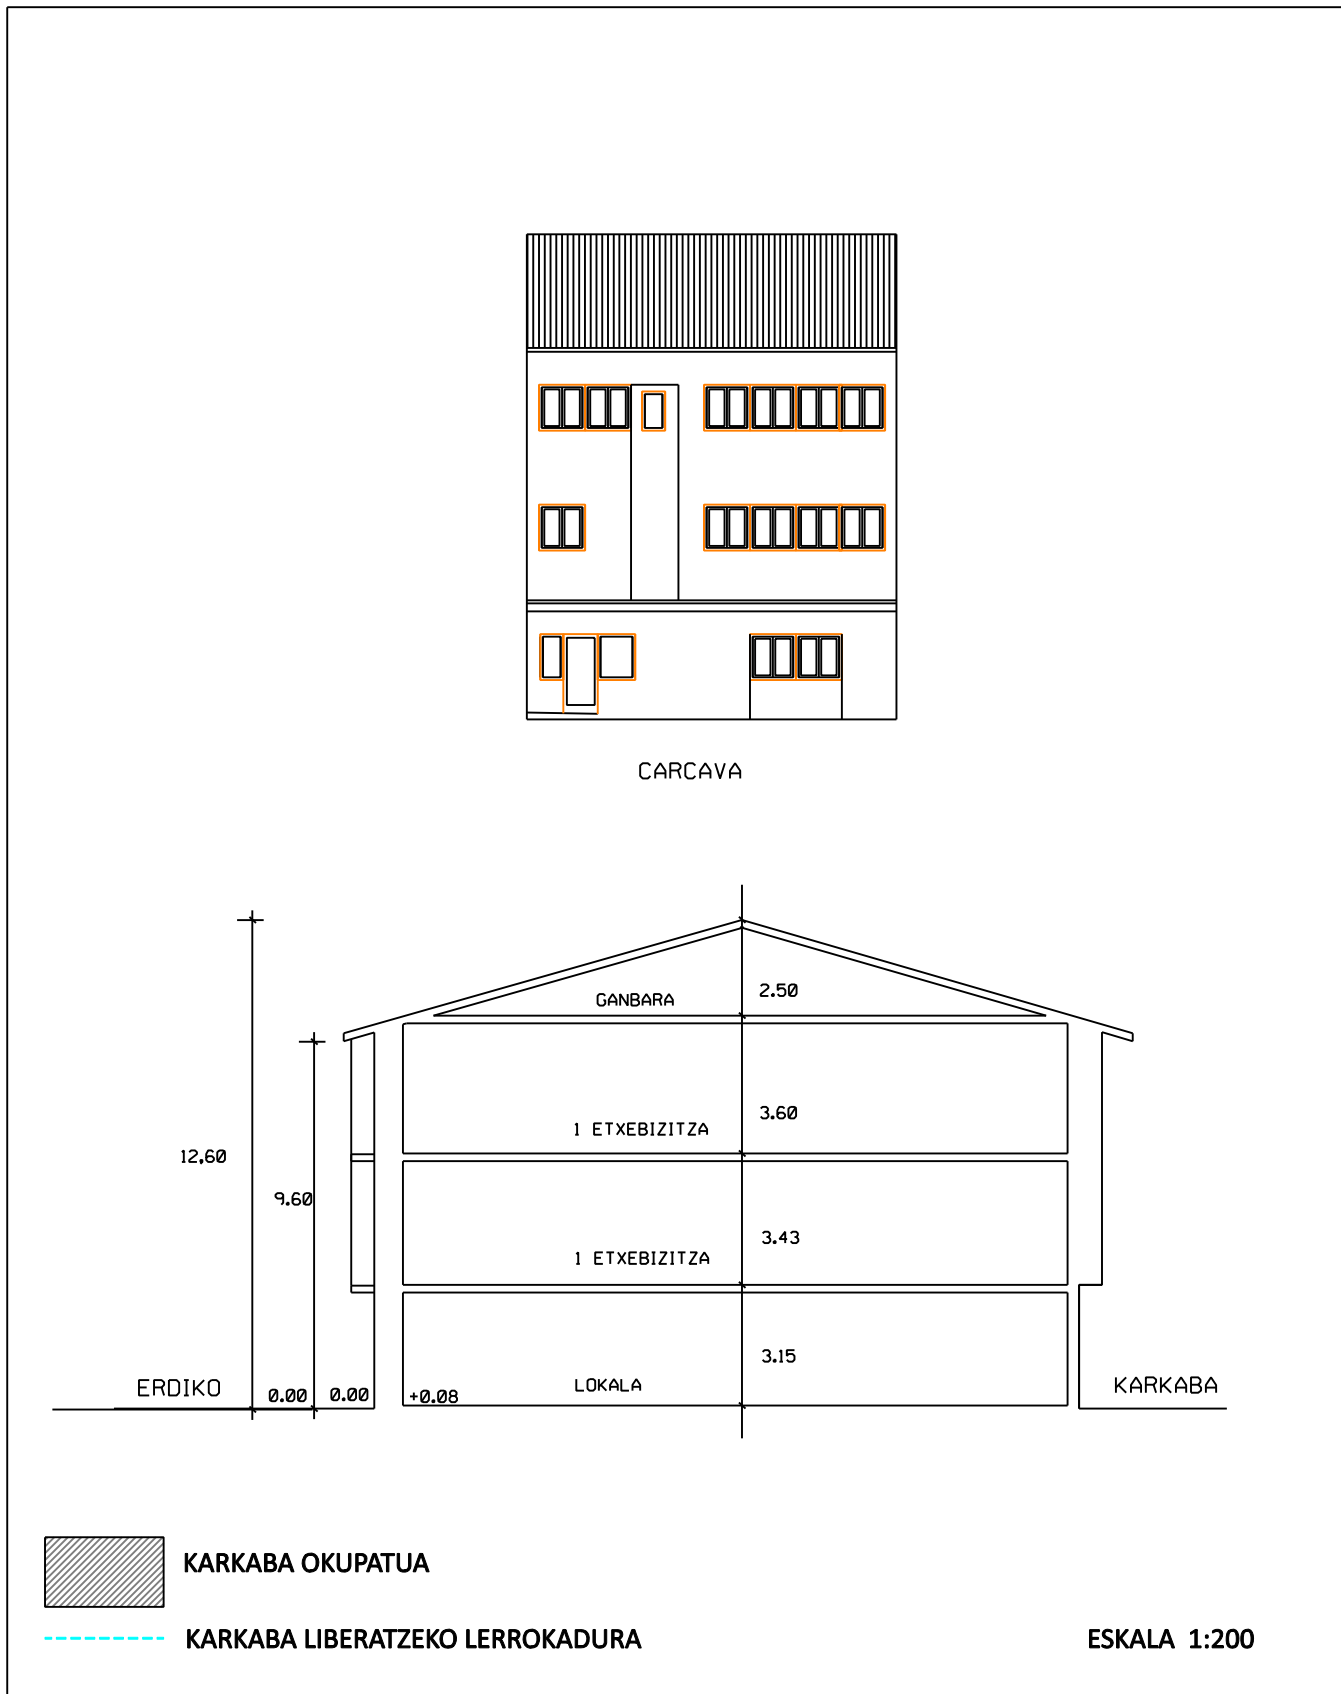 CARCAVA
GANBARA
2.50
3.60
1 ETXEBIZITZA
12,60
9.60
3.43
1 ETXEBIZITZA
3.15
ERDIKO
0.00
0.00
+0.08
LOKALA
KARKABA
KARKABA OKUPATUA
KARKABA LIBERATZEKO LERROKADURA
ESKALA 1:200